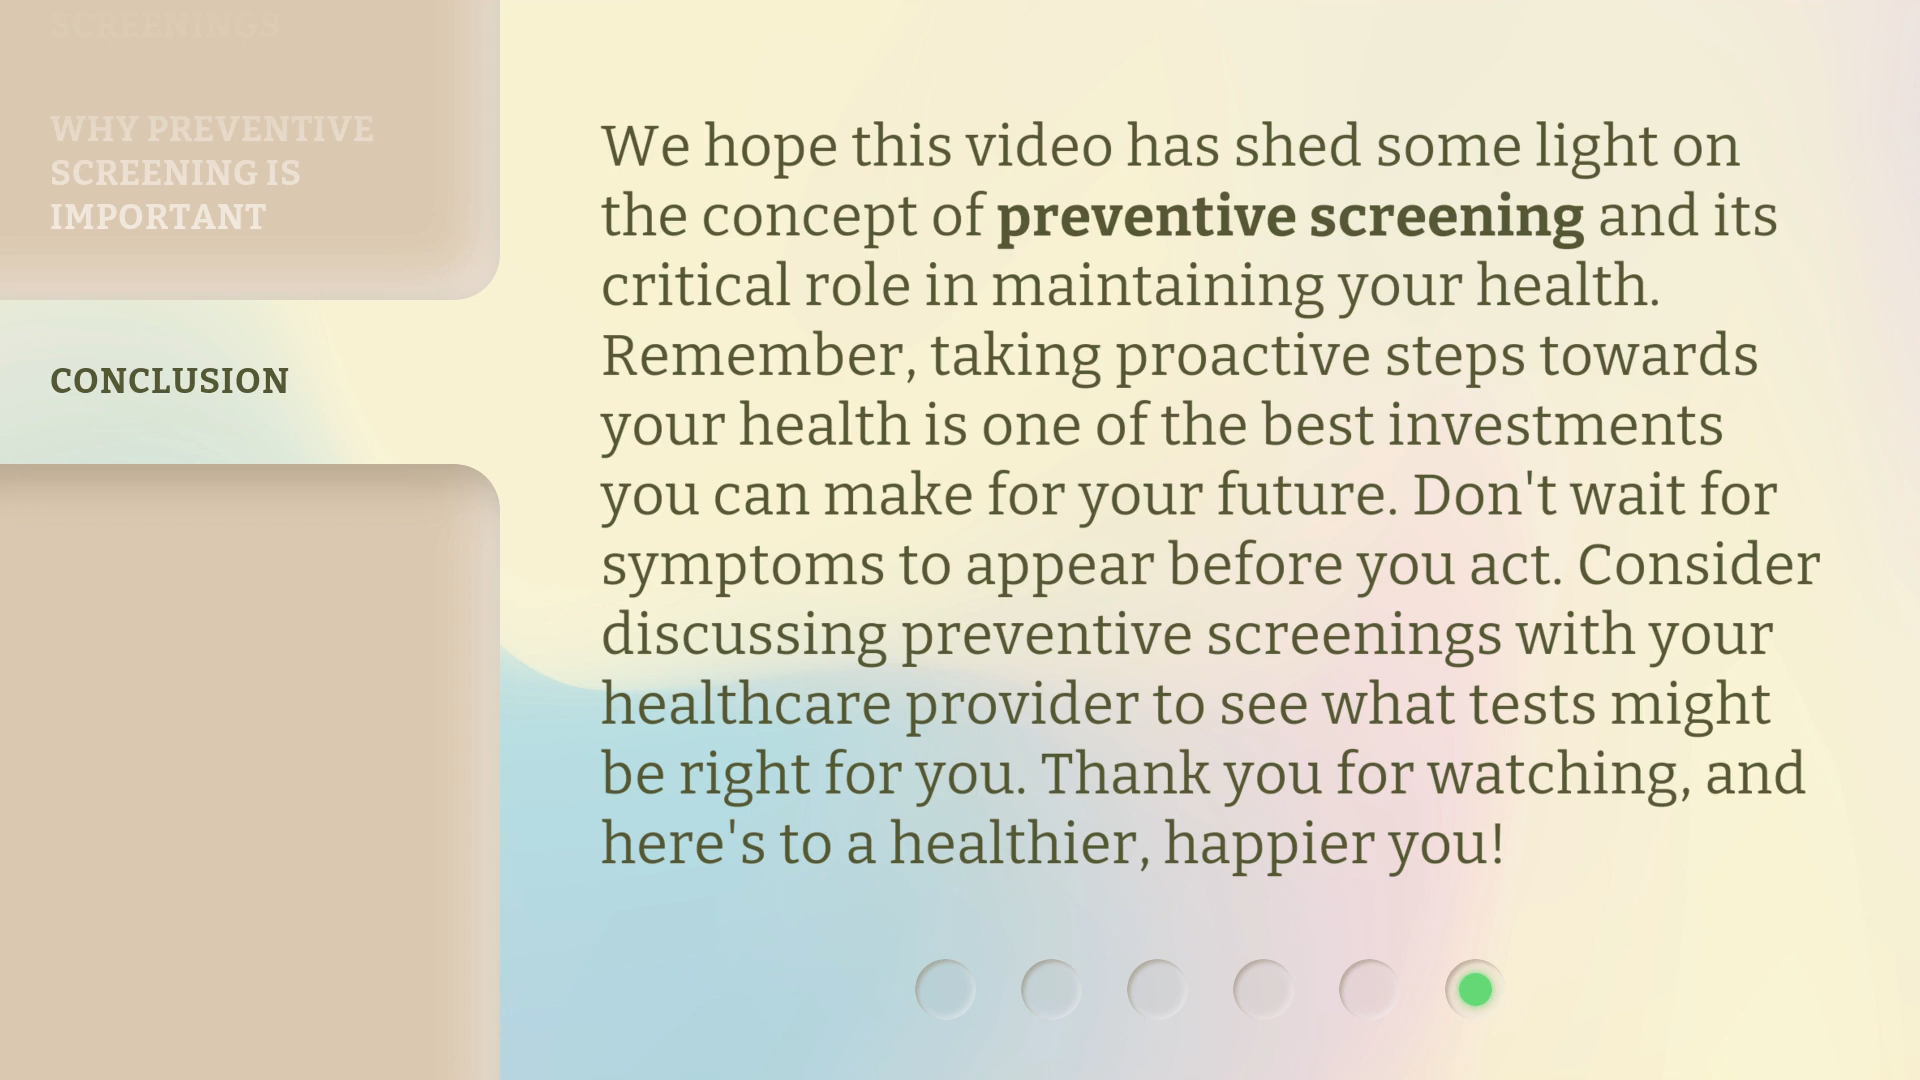 SCREENINGS
WHY PREVENTIVE
SCREENING IS
IMPORTANT
CONCLUSION
We hope this video has shed some light on
the concept of preventive screening and its
critical role in maintaining your health.
Remember, taking proactive steps towards
your health is one of the best investments
you can make for your future. Don't wait for
symptoms to appear before you act. Consider
discussing preventive screenings with your
healthcare provider to see what tests might
be right for you. Thank you for watching, and
here's to a healthier, happier you!